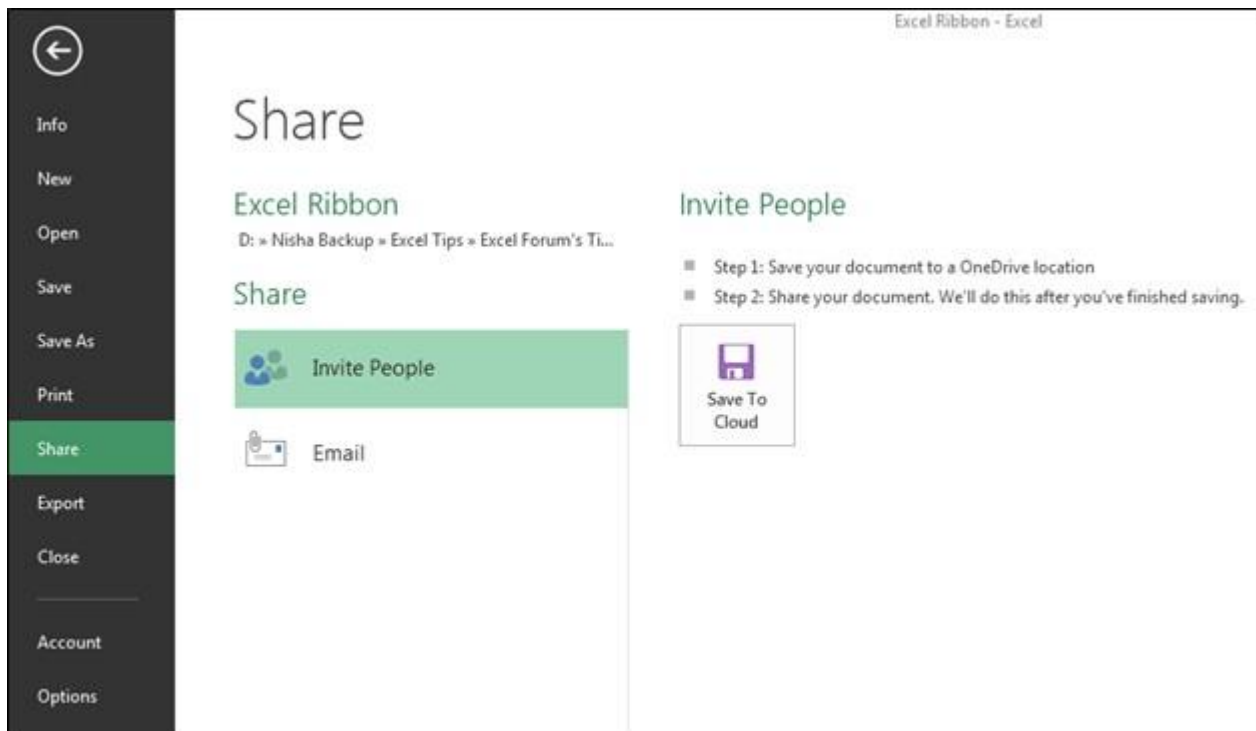 Excel Ribbon - Excel
Info
New
Open
Save
Save As
Print
Share
Export
Close
Account
Options
Share
Excel Ribbon
D: » Nisha Backup » Excel Tips » Excel Forum's Ti...
Share
Invite People
Email
Invite People
Step 1: Save your document to a OneDrive location
Step 2: Share your document. We'll do this after you've finished saving.
Save To
Cloud